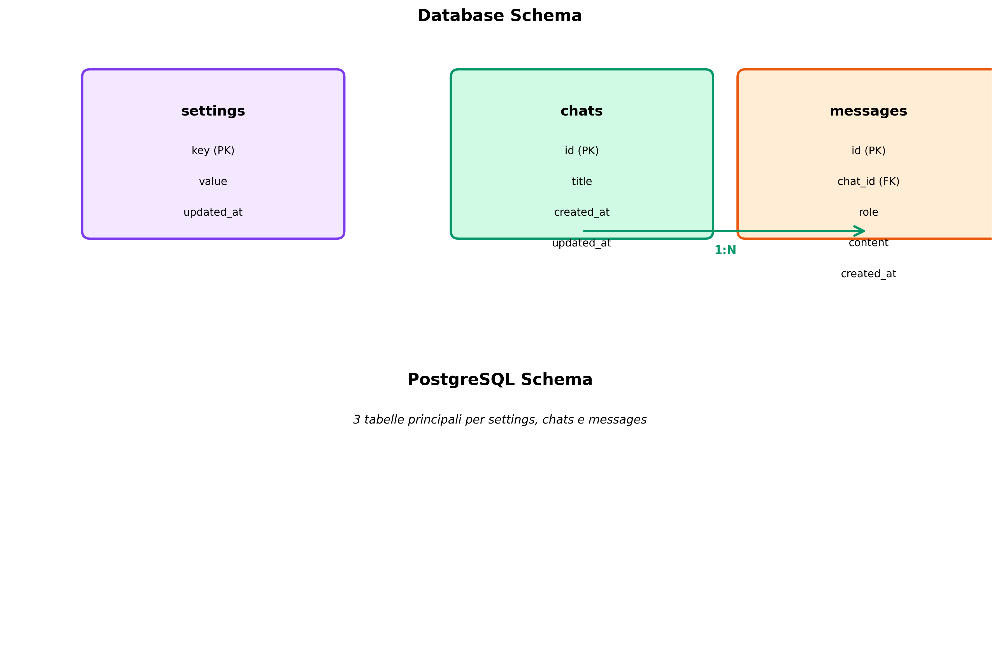 Database Schema
settings
key (PK)
value
updated_at
chats
id (PK)
title
created_at
updated_at
1:N
messages
id (PK)
chat_id (FK)
role
content
created_at
PostgreSQL Schema
3 tabelle principali per settings, chats e messages